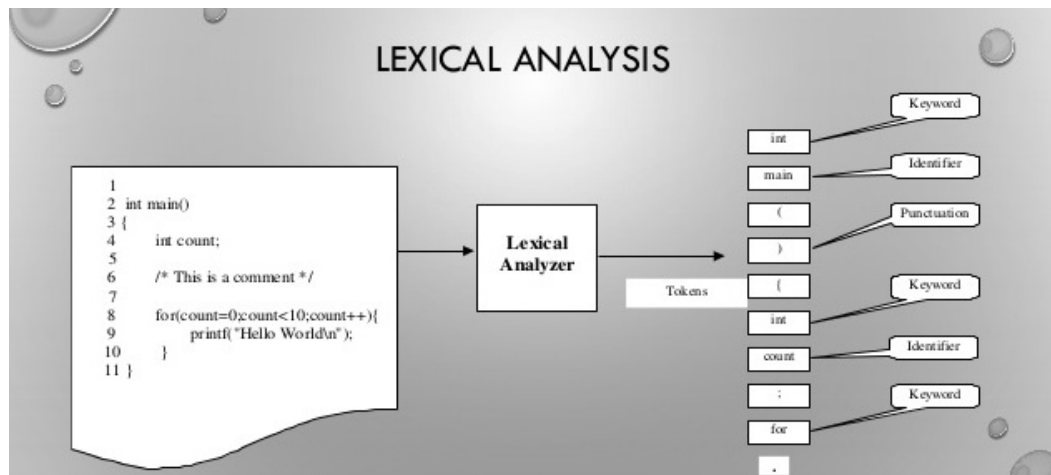 LEXICAL ANALYSIS
1
2 int main()
3 {
4 int count;
5
6 /* This is a comment */
7
8 for(count=0;count<10;count++){
9 printf("Hello World\n");
10 }
11 }
Lexical
Analyzer
Tokens
int
Keyword
main
Identifier
(
)
Punctuation
{
int
Keyword
count
Identifier
;
for
Keyword
.